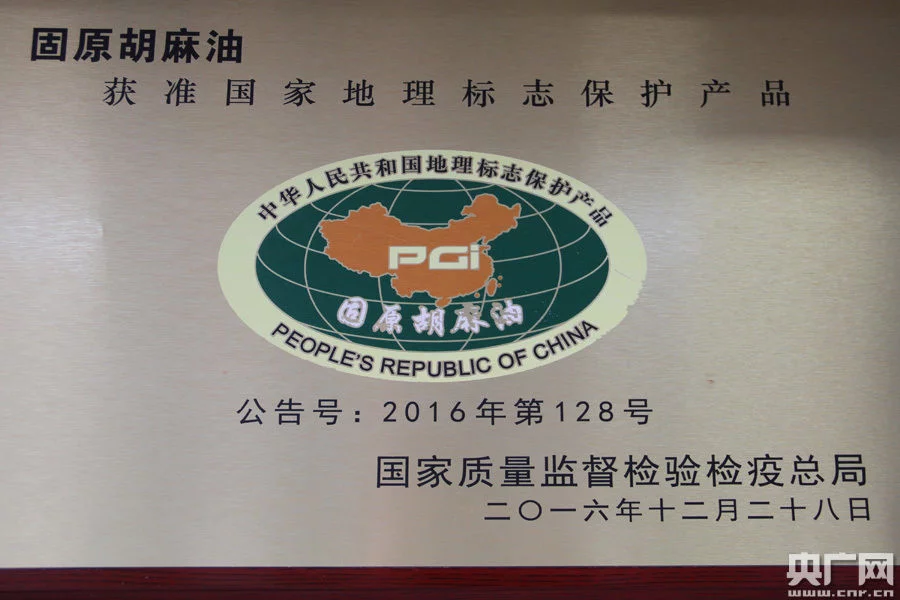 固原胡麻油
获准国家地理标志保护产品
中华人民共和国地理标志保护产品
PGI
固原胡麻油
PEOPLE'S REPUBLIC OF CHINA
公告号：2016年第128号
国家质量监督检验检疫总局
二〇一六年十二月二十八日
央广网
www.cnr.cn